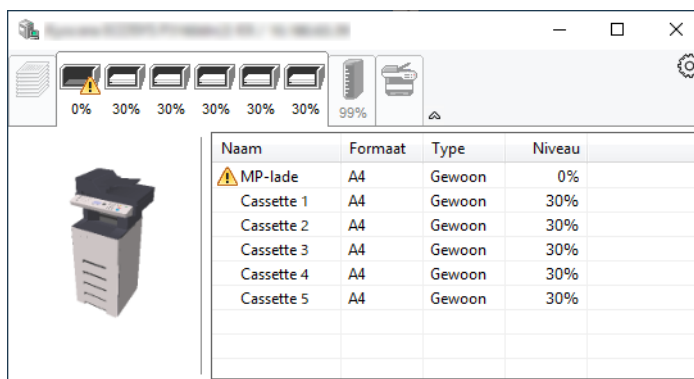 0% 30% 30% 30% 30% 30% 99%
Naam Formaat Type Niveau
MP-lade A4 Gewoon 0%
Cassette 1 A4 Gewoon 30%
Cassette 2 A4 Gewoon 30%
Cassette 3 A4 Gewoon 30%
Cassette 4 A4 Gewoon 30%
Cassette 5 A4 Gewoon 30%